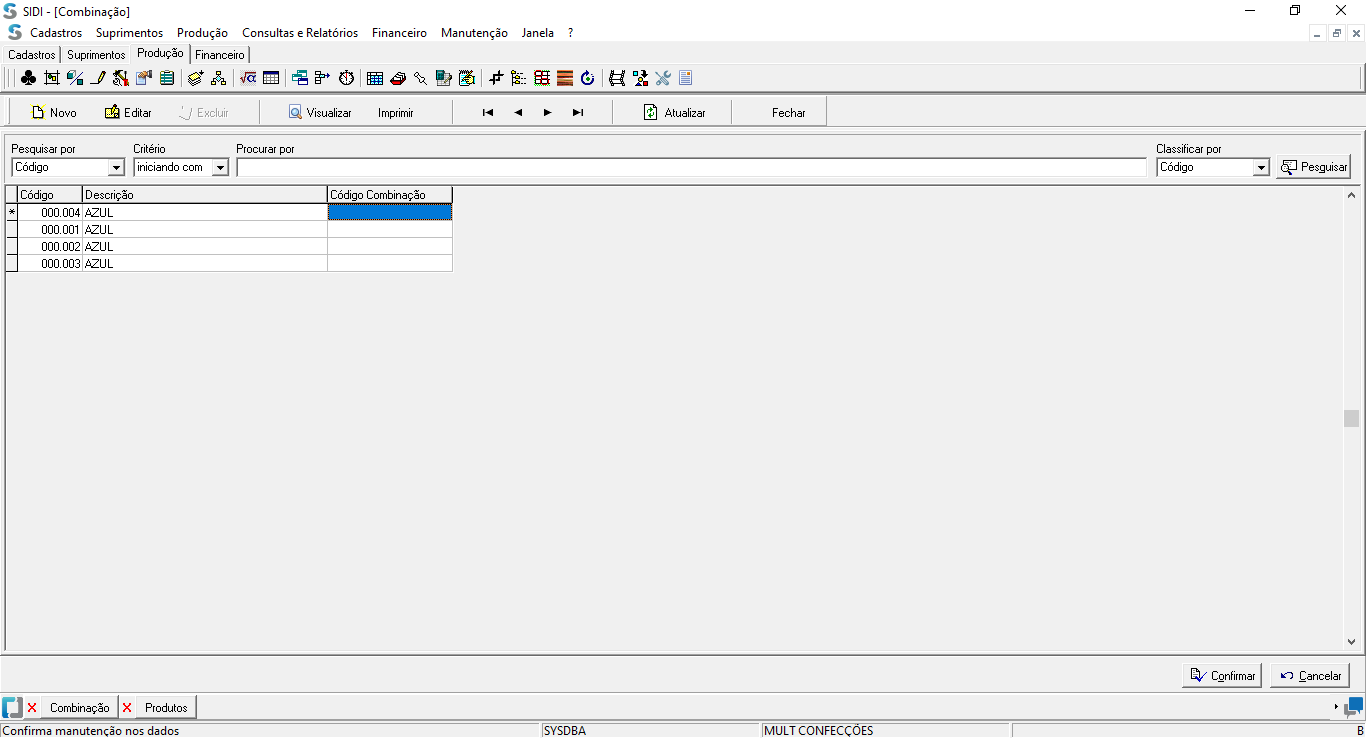 SIDI - [Combinação]
Cadastros Suprimentos Produção Consultas e Relatórios Financeiro Manutenção Janela ?
Cadastros Suprimentos Produção Financeiro
Novo Editar Excluir Visualizar Imprimir Atualizar Fechar
Pesquisar por Critério Procurar por Classificar por
Código iniciando com Código Pesquisar
Código Descrição Código Combinação
* 000.004 AZUL
000.001 AZUL
000.002 AZUL
000.003 AZUL
Confirmar Cancelar
Combinação Produtos
Confirma manutenção nos dados SYSDBA MULT CONFECÇÕES B